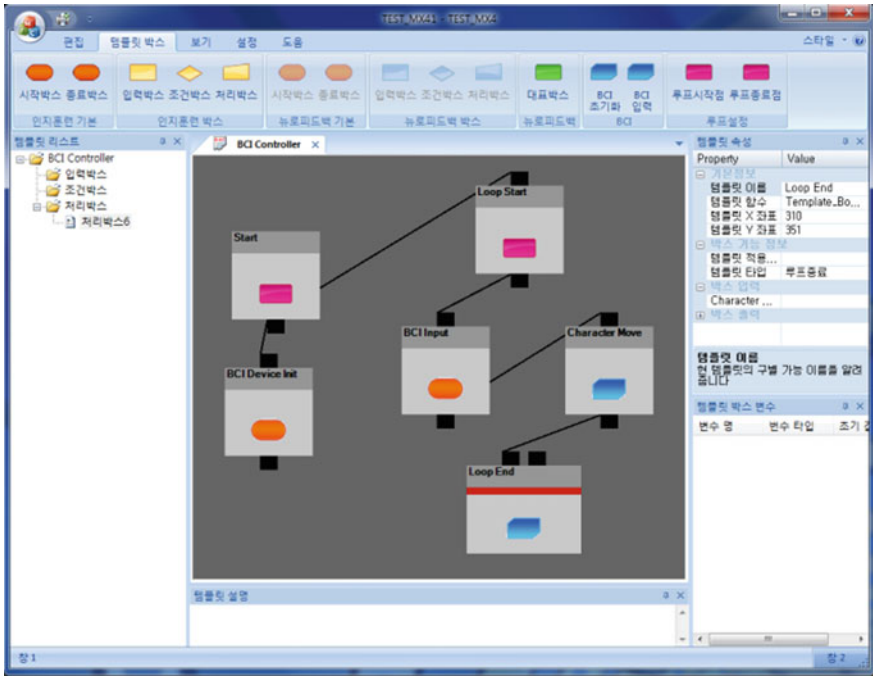 TEST_MX41 - TEST_MX4
편집 템플릿 박스 보기 설정 도움 스타일
시작박스 종료박스 입력박스 조건박스 처리박스 시작박스 종료박스 입력박스 조건박스 처리박스 대표박스 BCI 초기화 BCI 입력 루프시작점 루프종료점
인지훈련 기본 인지훈련 박스 뉴로피드백 기본 뉴로피드백 박스 뉴로피드백 BCI 루프설정
템플릿 리스트
BCI Controller
입력박스
조건박스
처리박스
처리박스6
BCI Controller
Start
Loop Start
BCI Device Init
BCI Input
Character Move
Loop End
템플릿 설명
템플릿 속성
Property Value
기본정보
템플릿 이름 Loop End
템플릿 함수 Template_Bo...
템플릿 X 좌표 310
템플릿 Y 좌표 351
박스 기능 정보
템플릿 적용...
템플릿 타입 루프종료
박스 입력
Character ...
박스 출력
템플릿 이름
현 템플릿의 구별 가능 이름을 알려
줍니다
템플릿 박스 변수
변수 명 변수 타입 초기 값
창 1 창 2